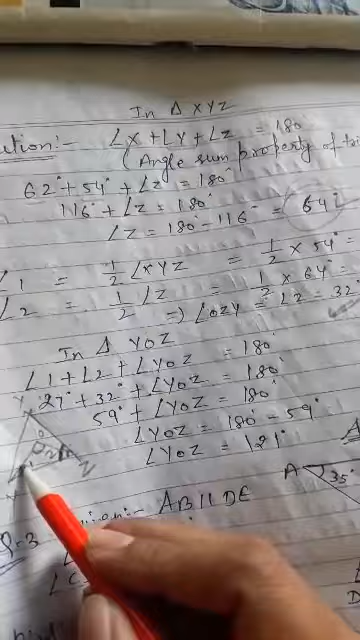 In Δ XYZ
ution:- ∠X + ∠Y + ∠Z = 180°
(Angle sum property of tri
62° + 54° + ∠Z = 180°
116° + ∠Z = 180°
∠Z = 180° - 116° = 64°
∠1 = 1/2 ∠XYZ = 1/2 × 54° =
∠2 = 1/2 ∠Z = 1/2 × 64° =
⇒ ∠OZY = ∠2 = 32°
In Δ YOZ
∠1 + ∠2 + ∠YOZ = 180°
27° + 32° + ∠YOZ = 180°
59° + ∠YOZ = 180°
∠YOZ = 180° - 59°
∠YOZ = 121°
Q-3 :- AB || DE
A 35°
D